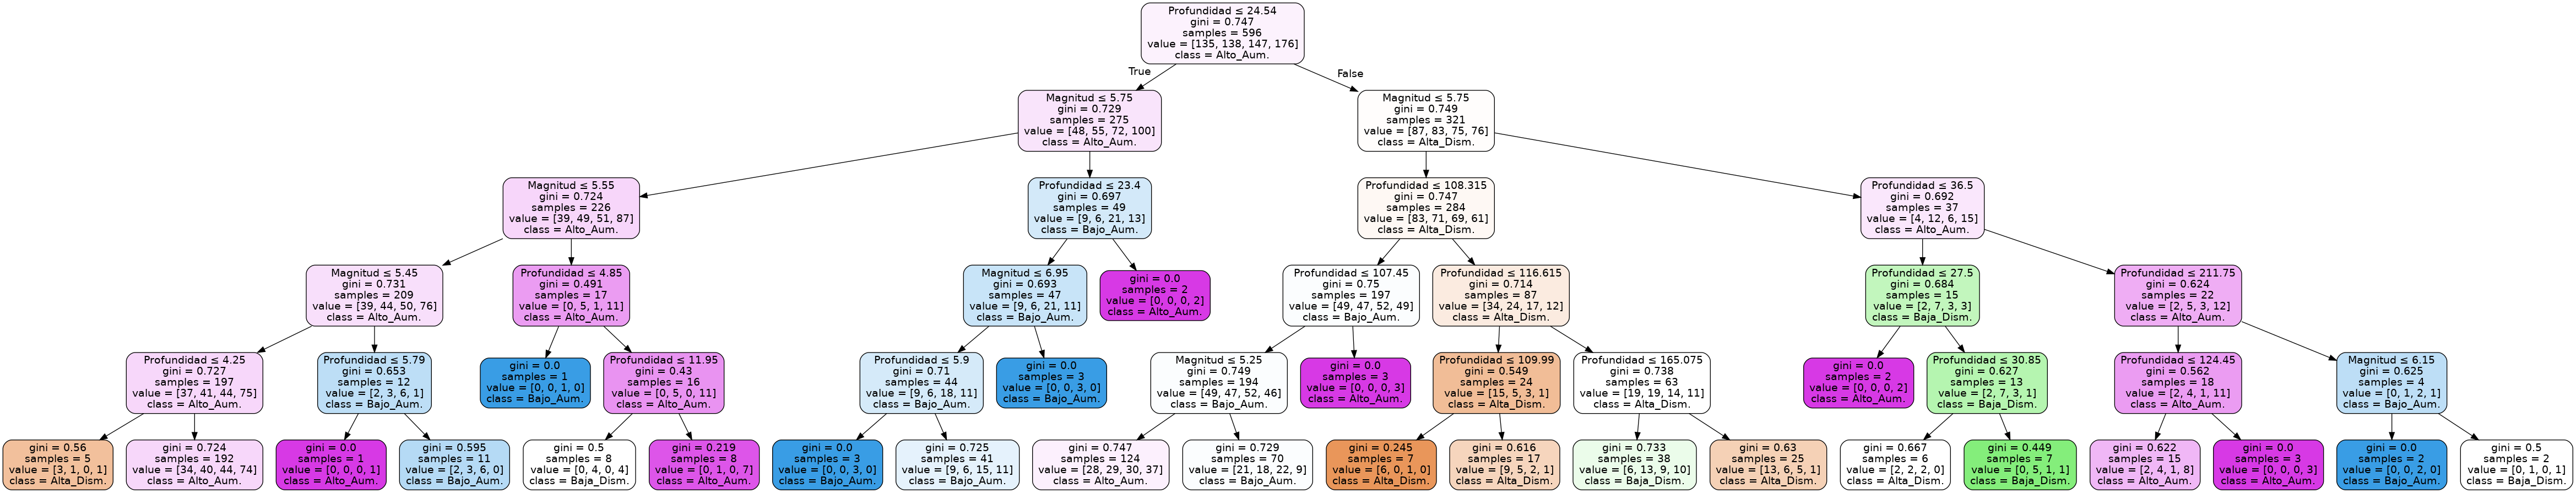 Profundidad ≤ 24.54
gini = 0.747
samples = 596
value = [135, 138, 147, 176]
class = Alto_Aum.
True
False
Magnitud ≤ 5.75
gini = 0.729
samples = 275
value = [48, 55, 72, 100]
class = Alto_Aum.
Magnitud ≤ 5.75
gini = 0.749
samples = 321
value = [87, 83, 75, 76]
class = Alta_Dism.
Magnitud ≤ 5.55
gini = 0.724
samples = 226
value = [39, 49, 51, 87]
class = Alto_Aum.
Profundidad ≤ 23.4
gini = 0.697
samples = 49
value = [9, 6, 21, 13]
class = Bajo_Aum.
Profundidad ≤ 108.315
gini = 0.747
samples = 284
value = [83, 71, 69, 61]
class = Alta_Dism.
Profundidad ≤ 36.5
gini = 0.692
samples = 37
value = [4, 12, 6, 15]
class = Alto_Aum.
Magnitud ≤ 5.45
gini = 0.731
samples = 209
value = [39, 44, 50, 76]
class = Alto_Aum.
Profundidad ≤ 4.85
gini = 0.491
samples = 17
value = [0, 5, 1, 11]
class = Alto_Aum.
Magnitud ≤ 6.95
gini = 0.693
samples = 47
value = [9, 6, 21, 11]
class = Bajo_Aum.
gini = 0.0
samples = 2
value = [0, 0, 0, 2]
class = Alto_Aum.
Profundidad ≤ 107.45
gini = 0.75
samples = 197
value = [49, 47, 52, 49]
class = Bajo_Aum.
Profundidad ≤ 116.615
gini = 0.714
samples = 87
value = [34, 24, 17, 12]
class = Alta_Dism.
Profundidad ≤ 27.5
gini = 0.684
samples = 15
value = [2, 7, 3, 3]
class = Baja_Dism.
Profundidad ≤ 211.75
gini = 0.624
samples = 22
value = [2, 5, 3, 12]
class = Alto_Aum.
Profundidad ≤ 4.25
gini = 0.727
samples = 197
value = [37, 41, 44, 75]
class = Alto_Aum.
Profundidad ≤ 5.79
gini = 0.653
samples = 12
value = [2, 3, 6, 1]
class = Bajo_Aum.
gini = 0.0
samples = 1
value = [0, 0, 1, 0]
class = Bajo_Aum.
Profundidad ≤ 11.95
gini = 0.43
samples = 16
value = [0, 5, 0, 11]
class = Alto_Aum.
Profundidad ≤ 5.9
gini = 0.71
samples = 44
value = [9, 6, 18, 11]
class = Bajo_Aum.
gini = 0.0
samples = 3
value = [0, 0, 3, 0]
class = Bajo_Aum.
Magnitud ≤ 5.25
gini = 0.749
samples = 194
value = [49, 47, 52, 46]
class = Bajo_Aum.
gini = 0.0
samples = 3
value = [0, 0, 0, 3]
class = Alto_Aum.
Profundidad ≤ 109.99
gini = 0.549
samples = 24
value = [15, 5, 3, 1]
class = Alta_Dism.
Profundidad ≤ 165.075
gini = 0.738
samples = 63
value = [19, 19, 14, 11]
class = Alta_Dism.
gini = 0.0
samples = 2
value = [0, 0, 0, 2]
class = Alto_Aum.
Profundidad ≤ 30.85
gini = 0.627
samples = 13
value = [2, 7, 3, 1]
class = Baja_Dism.
Profundidad ≤ 124.45
gini = 0.562
samples = 18
value = [2, 4, 1, 11]
class = Alto_Aum.
Magnitud ≤ 6.15
gini = 0.625
samples = 4
value = [0, 1, 2, 1]
class = Bajo_Aum.
gini = 0.56
samples = 5
value = [3, 1, 0, 1]
class = Alta_Dism.
gini = 0.724
samples = 192
value = [34, 40, 44, 74]
class = Alto_Aum.
gini = 0.0
samples = 1
value = [0, 0, 0, 1]
class = Alto_Aum.
gini = 0.595
samples = 11
value = [2, 3, 6, 0]
class = Bajo_Aum.
gini = 0.5
samples = 8
value = [0, 4, 0, 4]
class = Baja_Dism.
gini = 0.219
samples = 8
value = [0, 1, 0, 7]
class = Alto_Aum.
gini = 0.0
samples = 3
value = [0, 0, 3, 0]
class = Bajo_Aum.
gini = 0.725
samples = 41
value = [9, 6, 15, 11]
class = Bajo_Aum.
gini = 0.747
samples = 124
value = [28, 29, 30, 37]
class = Alto_Aum.
gini = 0.729
samples = 70
value = [21, 18, 22, 9]
class = Bajo_Aum.
gini = 0.245
samples = 7
value = [6, 0, 1, 0]
class = Alta_Dism.
gini = 0.616
samples = 17
value = [9, 5, 2, 1]
class = Alta_Dism.
gini = 0.733
samples = 38
value = [6, 13, 9, 10]
class = Baja_Dism.
gini = 0.63
samples = 25
value = [13, 6, 5, 1]
class = Alta_Dism.
gini = 0.667
samples = 6
value = [2, 2, 2, 0]
class = Alta_Dism.
gini = 0.449
samples = 7
value = [0, 5, 1, 1]
class = Baja_Dism.
gini = 0.622
samples = 15
value = [2, 4, 1, 8]
class = Alto_Aum.
gini = 0.0
samples = 3
value = [0, 0, 0, 3]
class = Alto_Aum.
gini = 0.0
samples = 2
value = [0, 0, 2, 0]
class = Bajo_Aum.
gini = 0.5
samples = 2
value = [0, 1, 0, 1]
class = Baja_Dism.